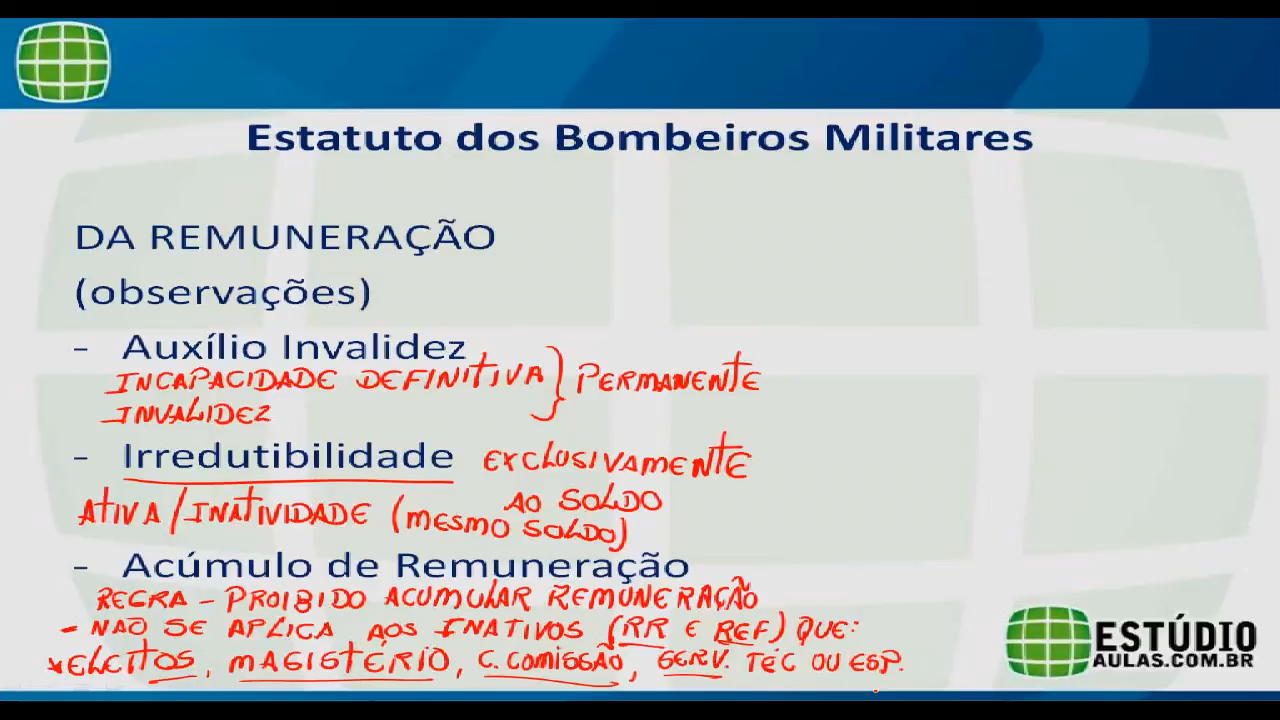 Estatuto dos Bombeiros Militares
DA REMUNERAÇÃO
(observações)
- Auxílio Invalidez
INCAPACIDADE DEFINITIVA } PERMANENTE
INVALIDEZ
- Irredutibilidade EXCLUSIVAMENTE
AO SOLDO
ATIVA / INATIVIDADE (MESMO SOLDO)
- Acúmulo de Remuneração
REGRA - PROIBIDO ACUMULAR REMUNERAÇÃO
- NÃO SE APLICA AOS INATIVOS (RR E REF) QUE:
*ELEITOS, MAGISTÉRIO, C. COMISSÃO, SERV. TÉC OU ESP.
ESTÚDIO
AULAS.COM.BR